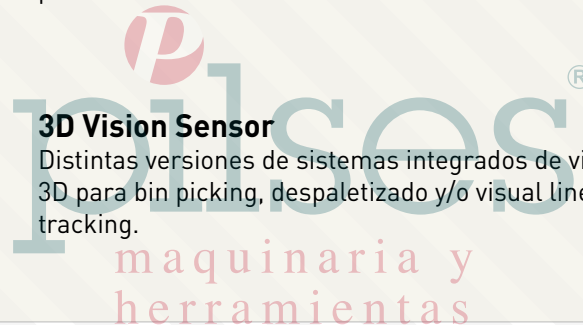 3D Vision Sensor
Distintas versiones de sistemas integrados de vi
3D para bin picking, despaletizado y/o visual line
tracking.
pilses®
maquinaria y
herramientas